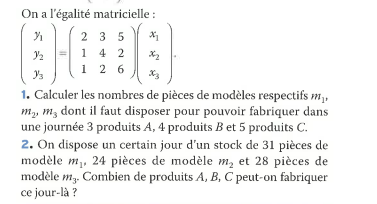 On a l'égalité matricielle :
y₁ 2 3 5 x₁
y₂ = 1 4 2 x₂
y₃ 1 2 6 x₃ .
1. Calculer les nombres de pièces de modèles respectifs m₁,
m₂, m₃ dont il faut disposer pour pouvoir fabriquer dans
une journée 3 produits A, 4 produits B et 5 produits C.
2. On dispose un certain jour d'un stock de 31 pièces de
modèle m₁, 24 pièces de modèle m₂ et 28 pièces de
modèle m₃. Combien de produits A, B, C peut-on fabriquer
ce jour-là ?